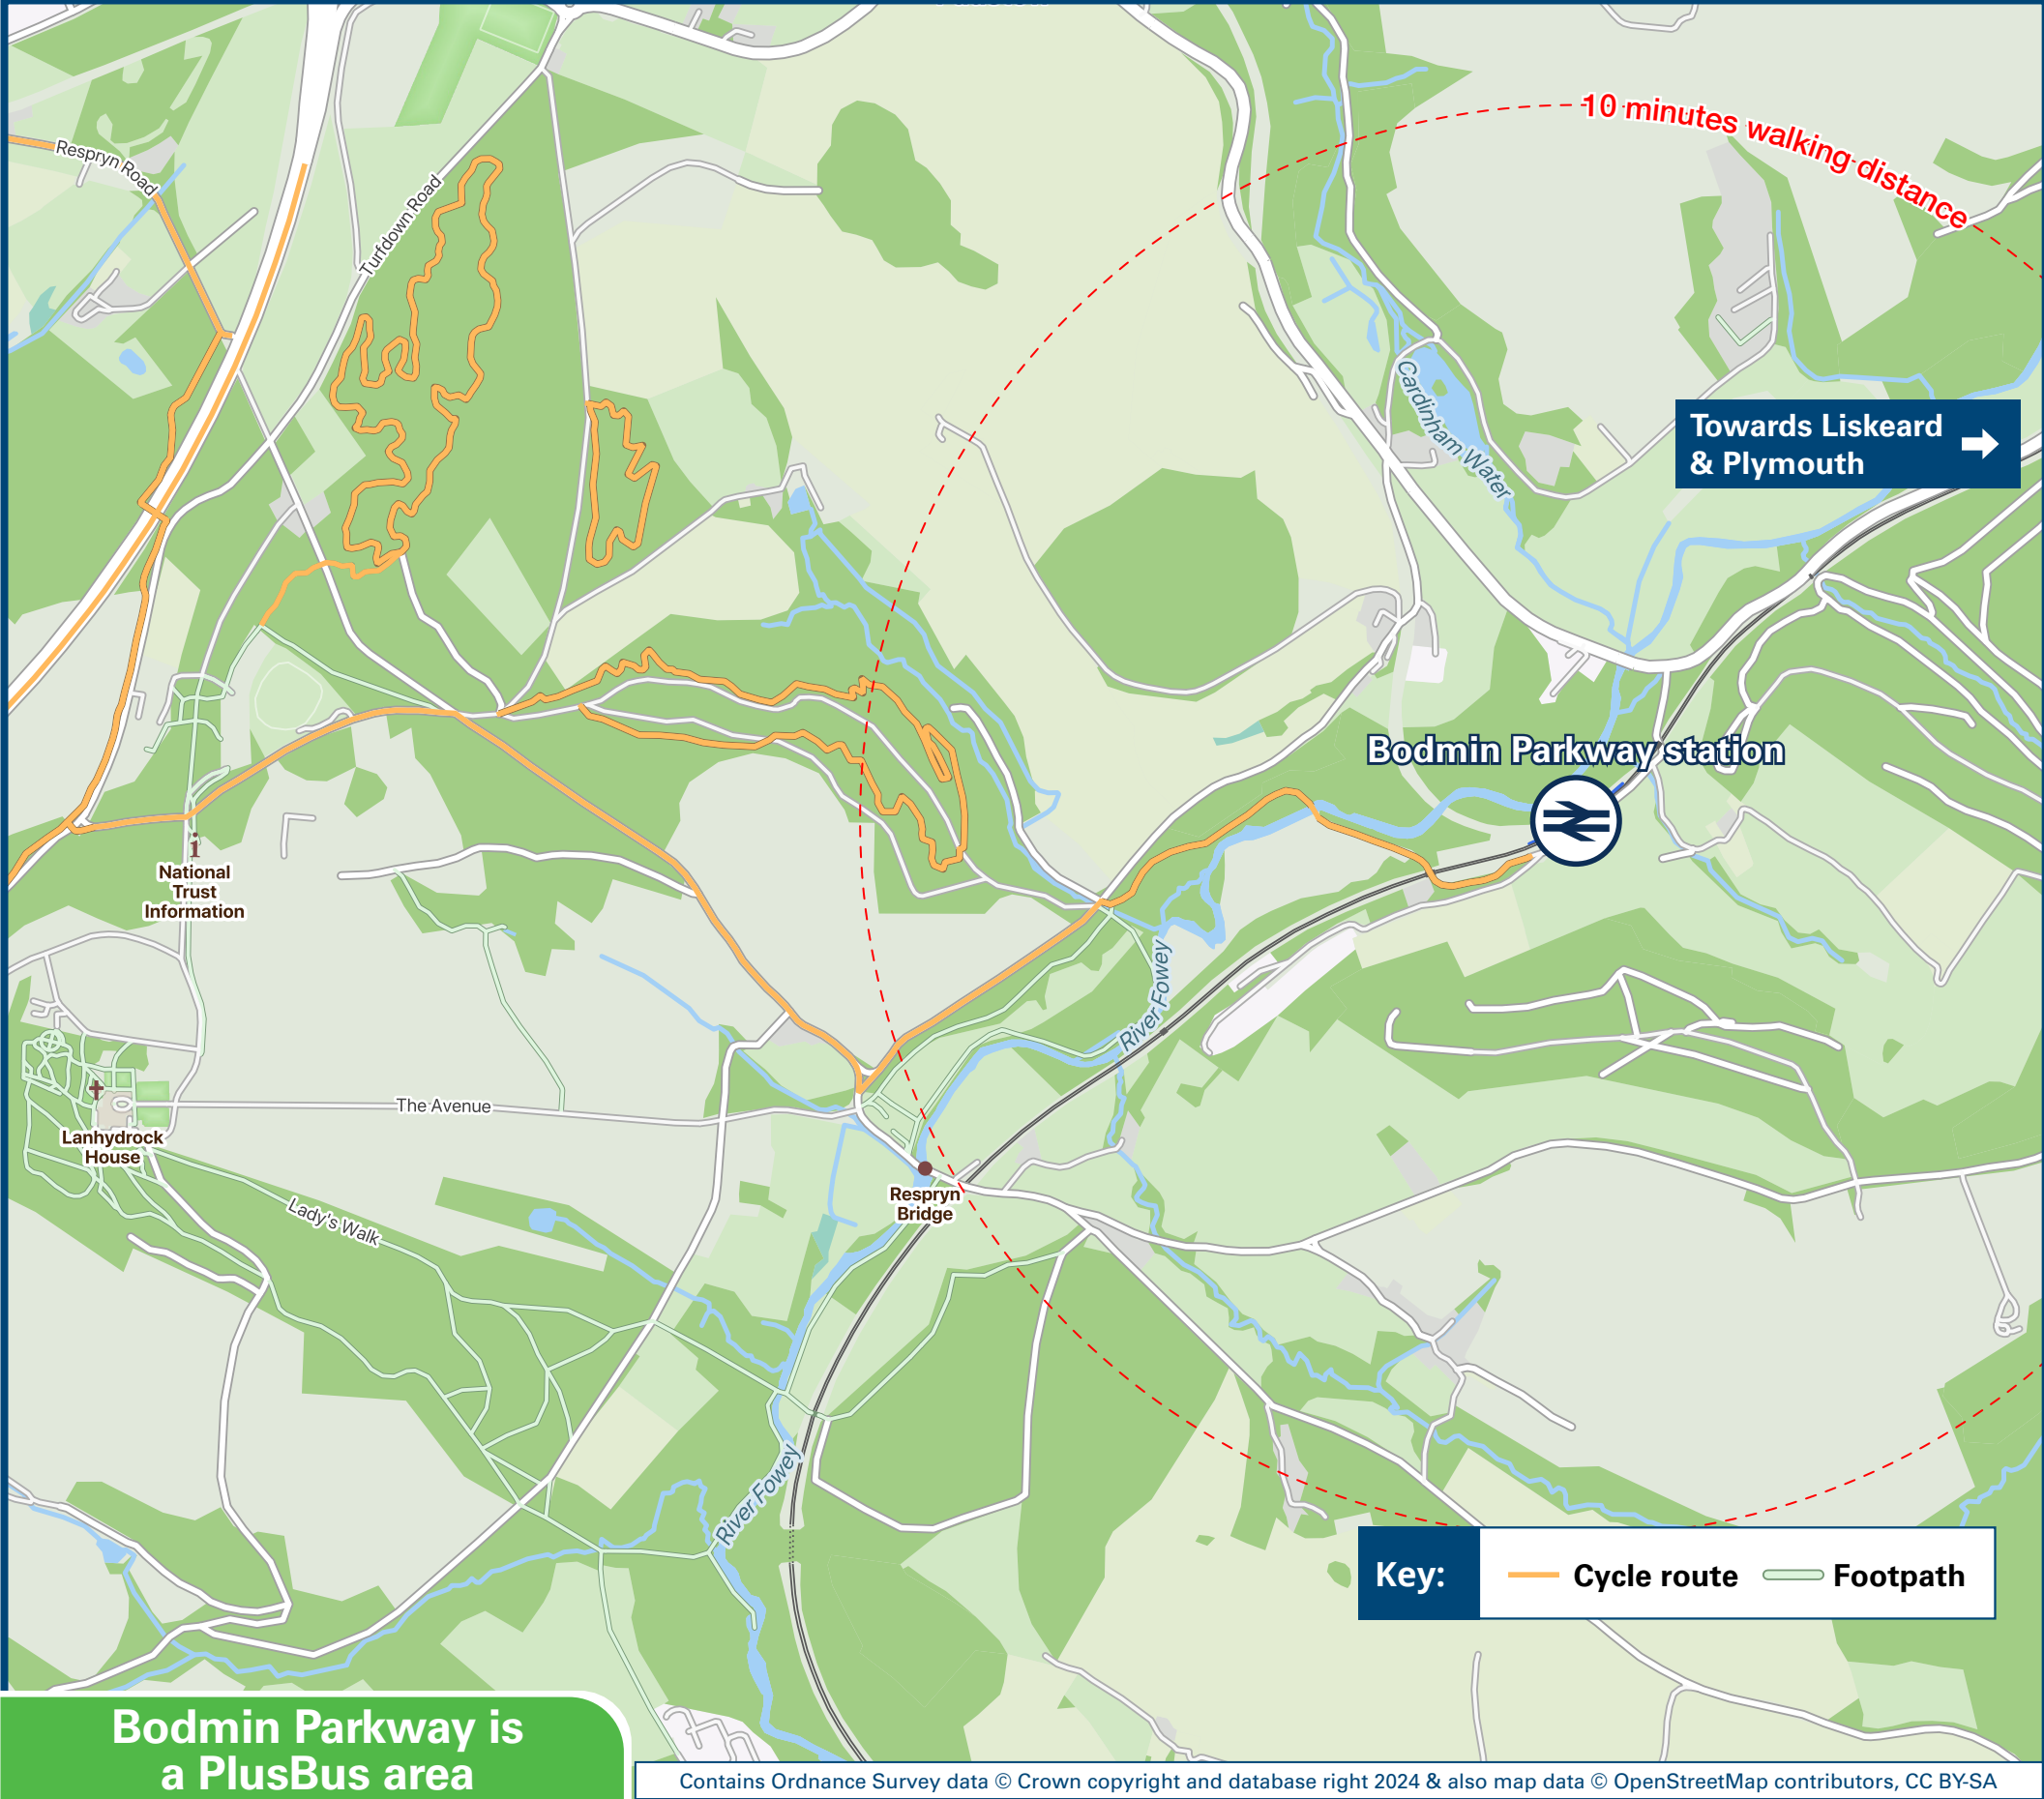 10 minutes walking distance
Respryn Road
Turfdown Road
Cardinham Water
Towards Liskeard
& Plymouth
Bodmin Parkway station
i
National
Trust
Information
River Fowey
The Avenue
Lanhydrock
House
Respryn
Bridge
Lady's Walk
River Fowey
Key:
Cycle route
Footpath
Bodmin Parkway is
a PlusBus area
Contains Ordnance Survey data © Crown copyright and database right 2024 & also map data © OpenStreetMap contributors, CC BY-SA